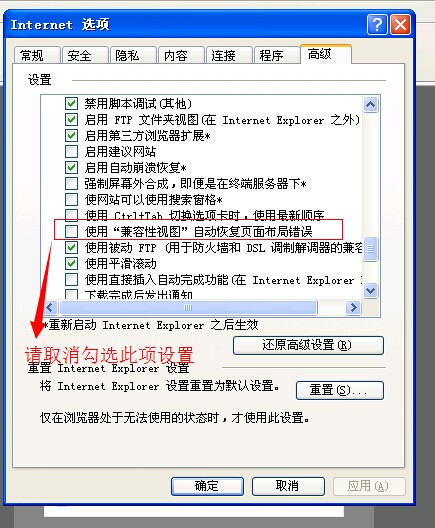 Internet 选项
常规 安全 隐私 内容 连接 程序 高级
设置
禁用脚本调试(其他)
启用 FTP 文件夹视图(在 Internet Explorer 之外)
启用第三方浏览器扩展*
启用建议网站
启用自动崩溃恢复*
强制屏幕外合成,即便是在终端服务器下*
使网站可以使用搜索窗格*
使用 Ctrl+Tab 切换选项卡时,使用最新顺序
使用“兼容性视图”自动恢复页面布局错误
使用被动 FTP (用于防火墙和 DSL 调制解调器的兼容
使用平滑滚动
使用直接插入自动完成功能(在 Internet Explorer
下载完成后发出通知
*重新启动 Internet Explorer 之后生效
请取消勾选此项设置
还原高级设置(R)
重置 Internet Explorer 设置
将 Internet Explorer 设置重置为默认设置。
重置(S)...
仅在浏览器处于无法使用的状态时,才使用此设置。
确定 取消 应用(A)